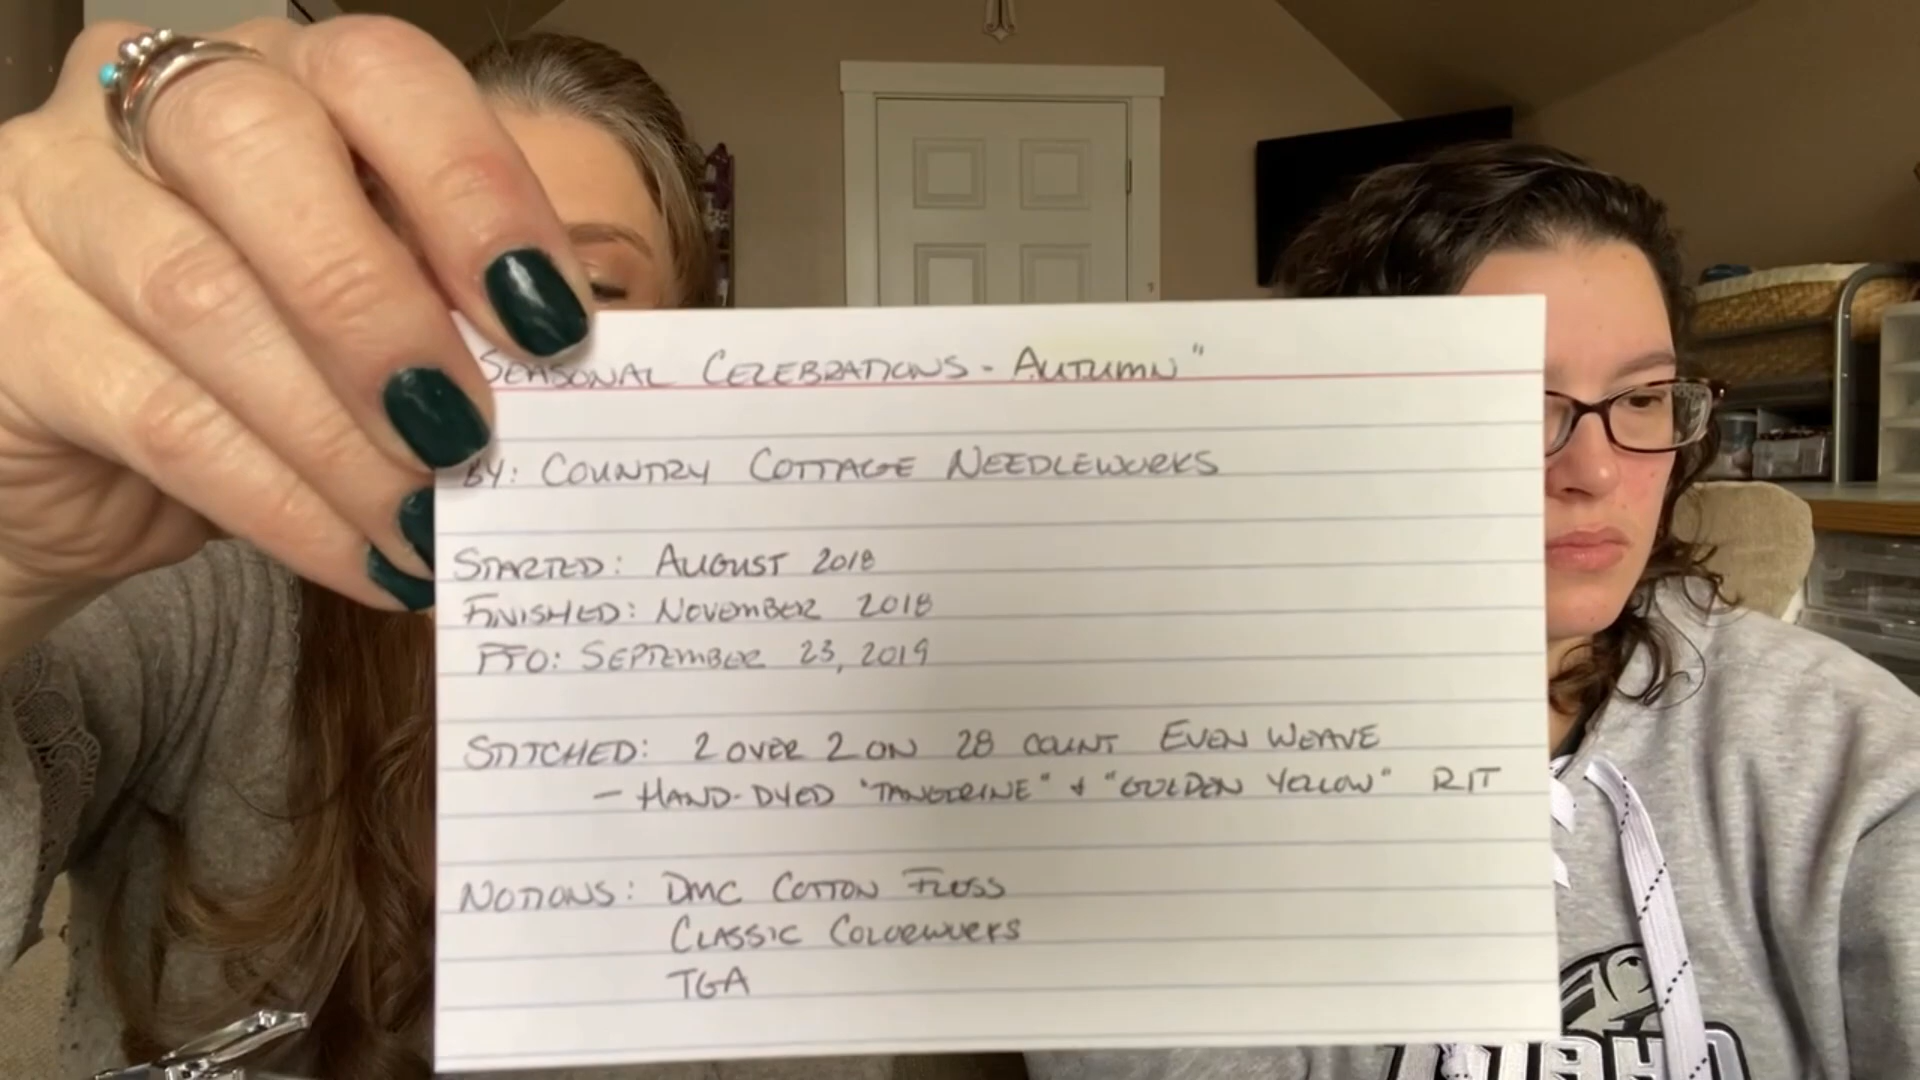 "SEASONAL CELEBRATIONS - AUTUMN"
BY: COUNTRY COTTAGE NEEDLEWORKS
STARTED: AUGUST 2018
FINISHED: NOVEMBER 2018
FFO: SEPTEMBER 23, 2019
STITCHED: 2 OVER 2 ON 28 COUNT EVEN WEAVE
- HAND-DYED "TANGERINE" & "GOLDEN YELLOW" RIT
NOTIONS: DMC COTTON FLOSS
CLASSIC COLORWORKS
TGA